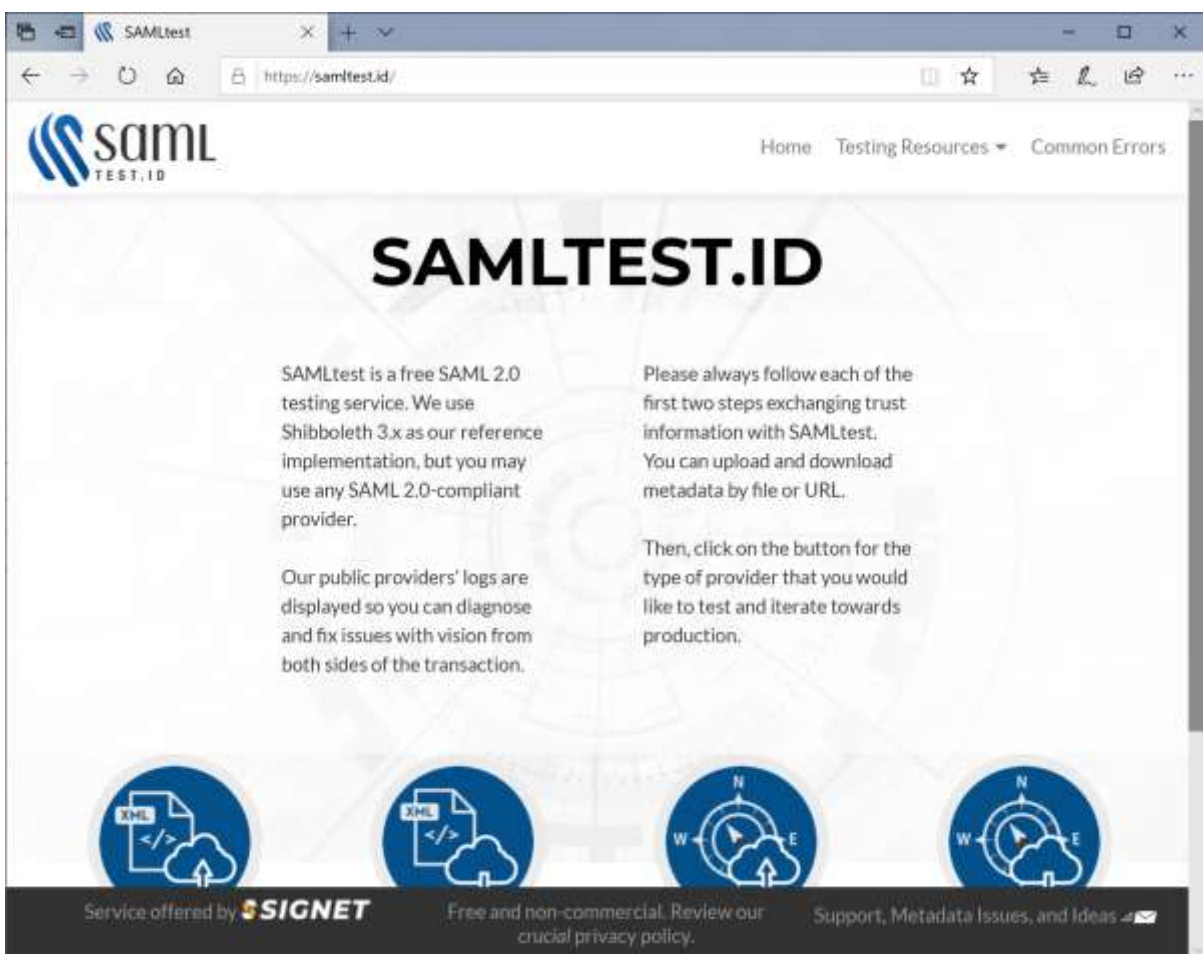 SAMLtest
https://samltest.id/
saml
TEST.ID
Home Testing Resources Common Errors
SAMLTEST.ID
SAMLtest is a free SAML 2.0
testing service. We use
Shibboleth 3.x as our reference
implementation, but you may
use any SAML 2.0-compliant
provider.
Our public providers' logs are
displayed so you can diagnose
and fix issues with vision from
both sides of the transaction.
Please always follow each of the
first two steps exchanging trust
information with SAMLtest.
You can upload and download
metadata by file or URL.
Then, click on the button for the
type of provider that you would
like to test and iterate towards
production.
XML
</>
XML
</>
N
W E
N
W E
Service offered by SIGNET
Free and non-commercial. Review our
crucial privacy policy.
Support, Metadata Issues, and Ideas